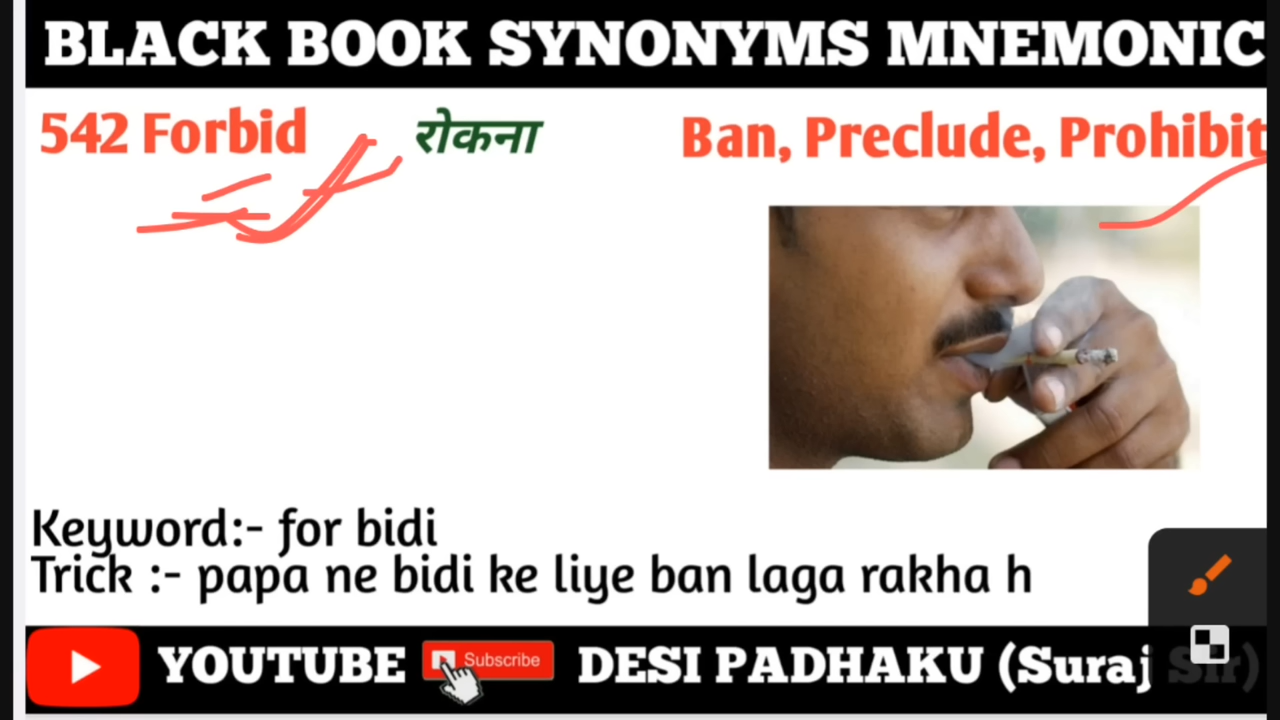 BLACK BOOK SYNONYMS MNEMONIC
542 Forbid रोकना Ban, Preclude, Prohibit
Keyword:- for bidi
Trick :- papa ne bidi ke liye ban laga rakha h
YOUTUBE Subscribe DESI PADHAKU (Suraj Sir)